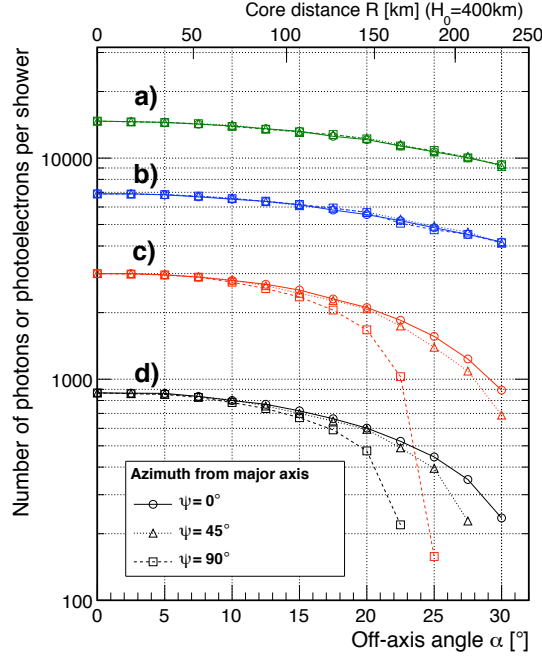 Core distance R [km] (H_0=400km)
0 50 100 150 200 250
Number of photons or photoelectrons per shower
a)
10000
b)
c)
1000
d)
Azimuth from major axis
ψ= 0°
ψ= 45°
ψ= 90°
100
0 5 10 15 20 25 30
Off-axis angle α [°]